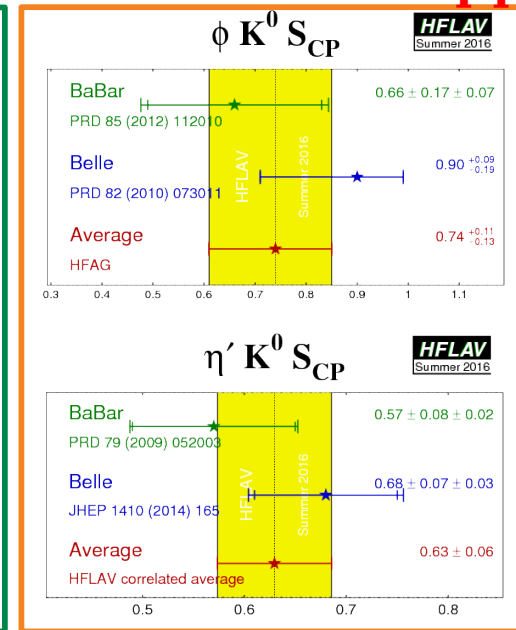 ϕ K⁰ S_CP
HFLAV
Summer 2016
BaBar
PRD 85 (2012) 112010
0.66 ± 0.17 ± 0.07
Belle
PRD 82 (2010) 073011
0.90 +0.09 -0.19
Average
HFAG
0.74 +0.11 -0.13
HFLAV
Summer 2016
0.3 0.4 0.5 0.6 0.7 0.8 0.9 1 1.1
η′ K⁰ S_CP
HFLAV
Summer 2016
BaBar
PRD 79 (2009) 052003
0.57 ± 0.08 ± 0.02
Belle
JHEP 1410 (2014) 165
0.68 ± 0.07 ± 0.03
Average
HFLAV correlated average
0.63 ± 0.06
HFLAV
Summer 2016
0.5 0.6 0.7 0.8